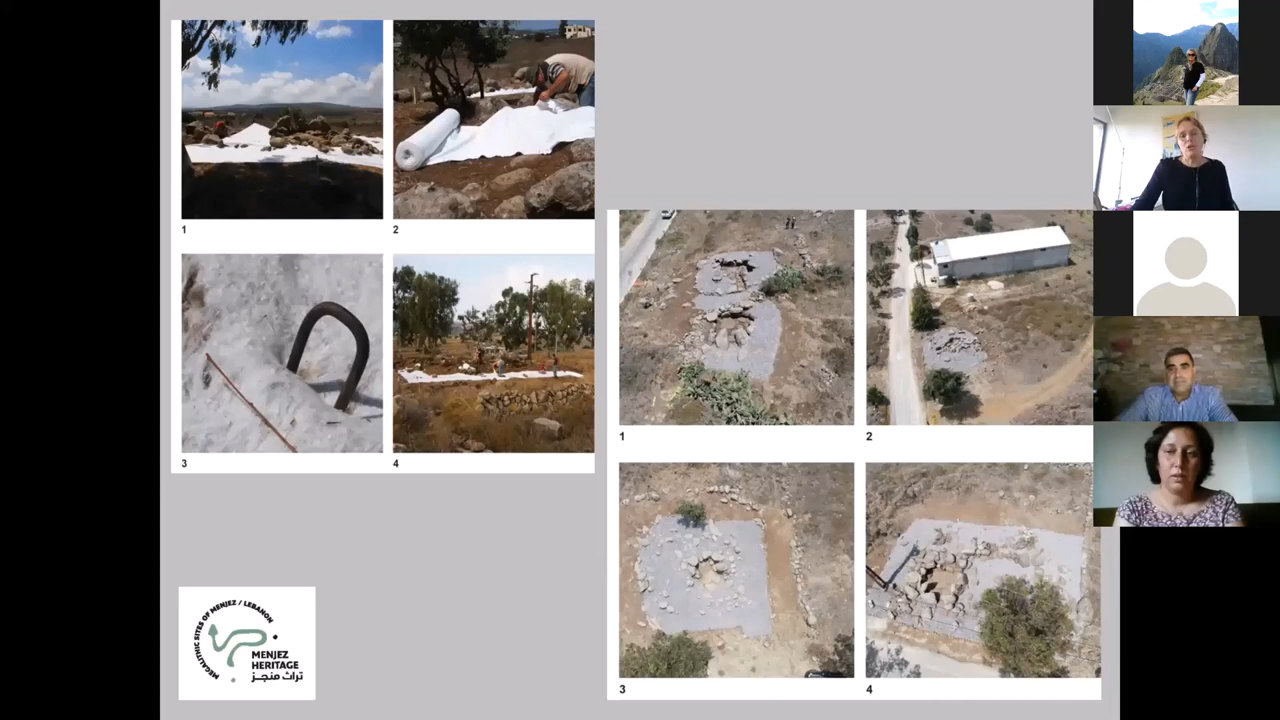 1
2
3
4
1
2
3
4
MEGALITHIC SITES OF MENJEZ / LEBANON
MENJEZ
HERITAGE
تراث منجز